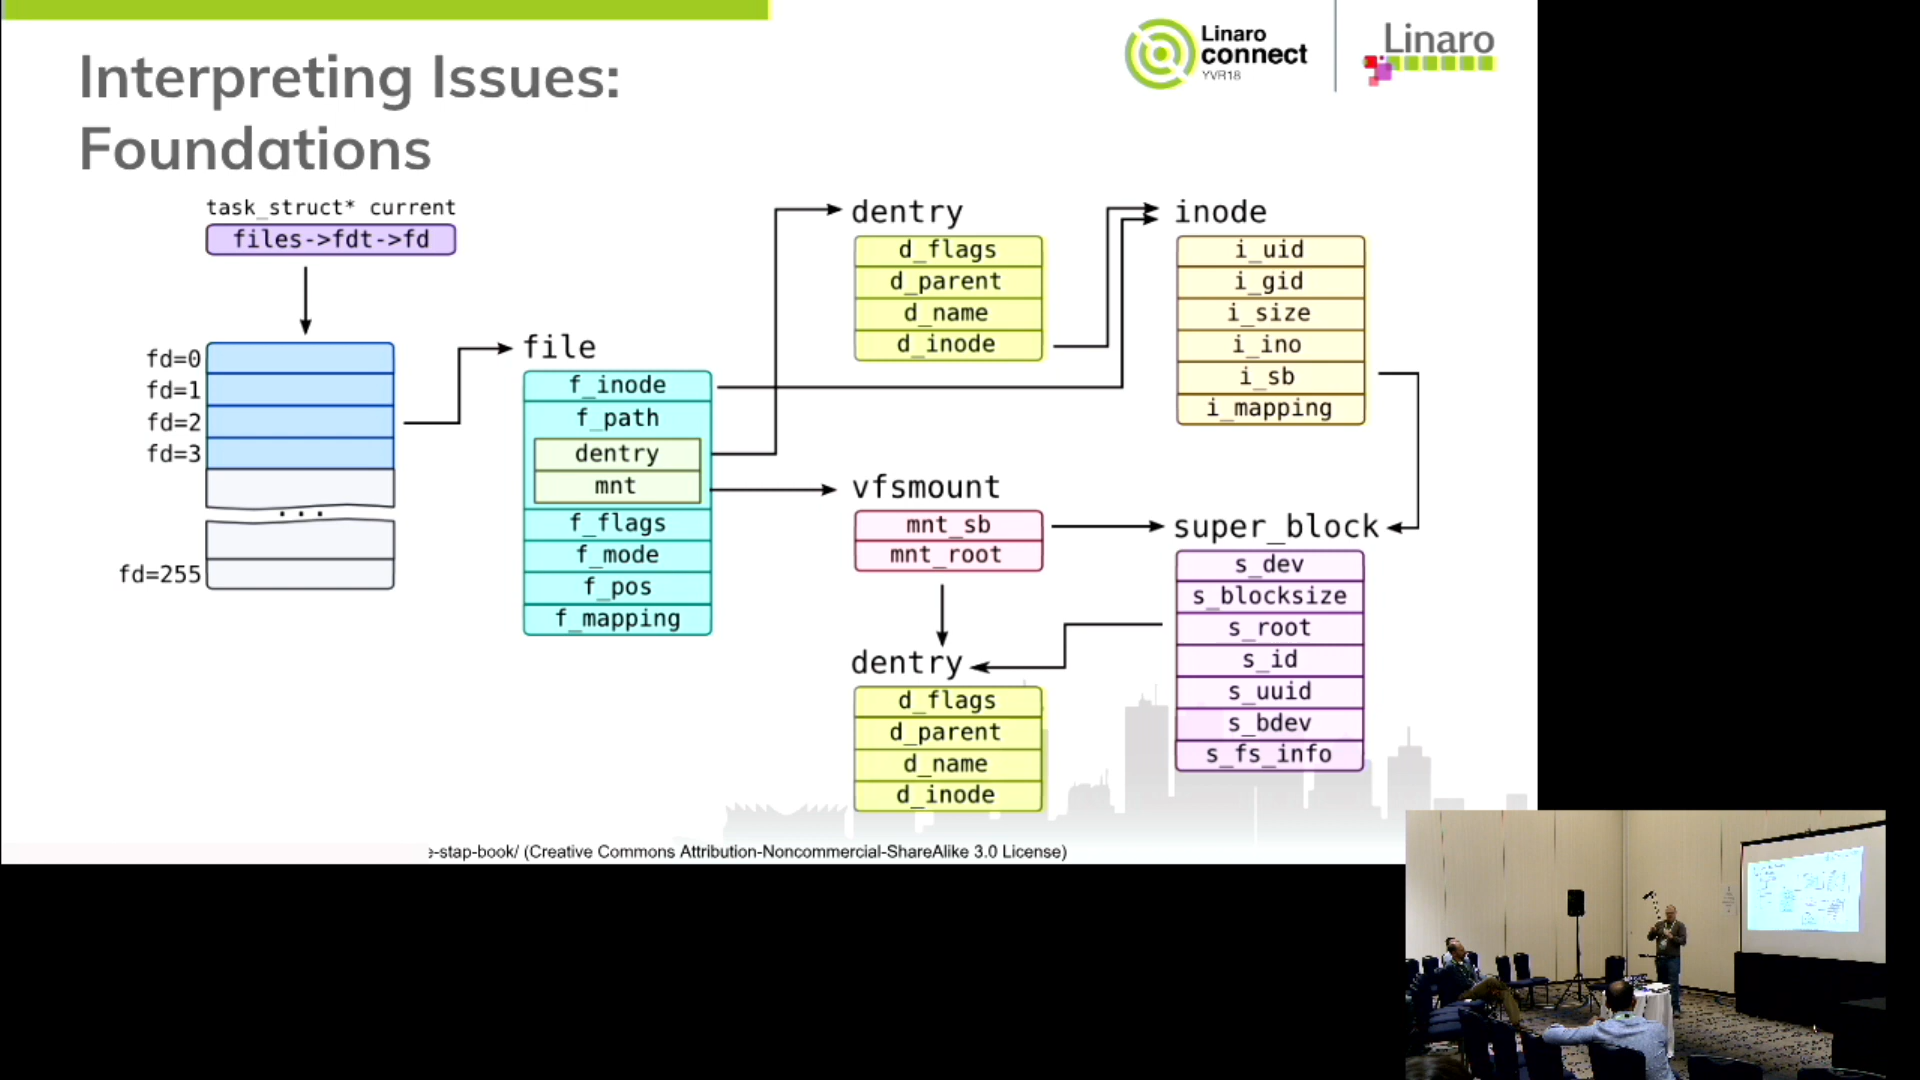 Interpreting Issues:
Foundations
Linaro
connect
YVR18
Linaro
task_struct* current
files->fdt->fd
fd=0
fd=1
fd=2
fd=3
...
fd=255
file
f_inode
f_path
dentry
mnt
f_flags
f_mode
f_pos
f_mapping
dentry
d_flags
d_parent
d_name
d_inode
inode
i_uid
i_gid
i_size
i_ino
i_sb
i_mapping
vfsmount
mnt_sb
mnt_root
super_block
s_dev
s_blocksize
s_root
s_id
s_uuid
s_bdev
s_fs_info
dentry
d_flags
d_parent
d_name
d_inode
-stap-book/ (Creative Commons Attribution-Noncommercial-ShareAlike 3.0 License)